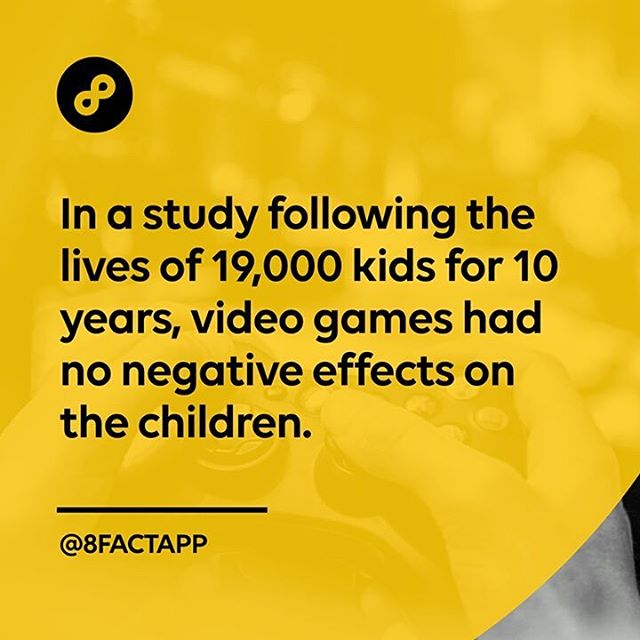 In a study following the
lives of 19,000 kids for 10
years, video games had
no negative effects on
the children.
@8FACTAPP